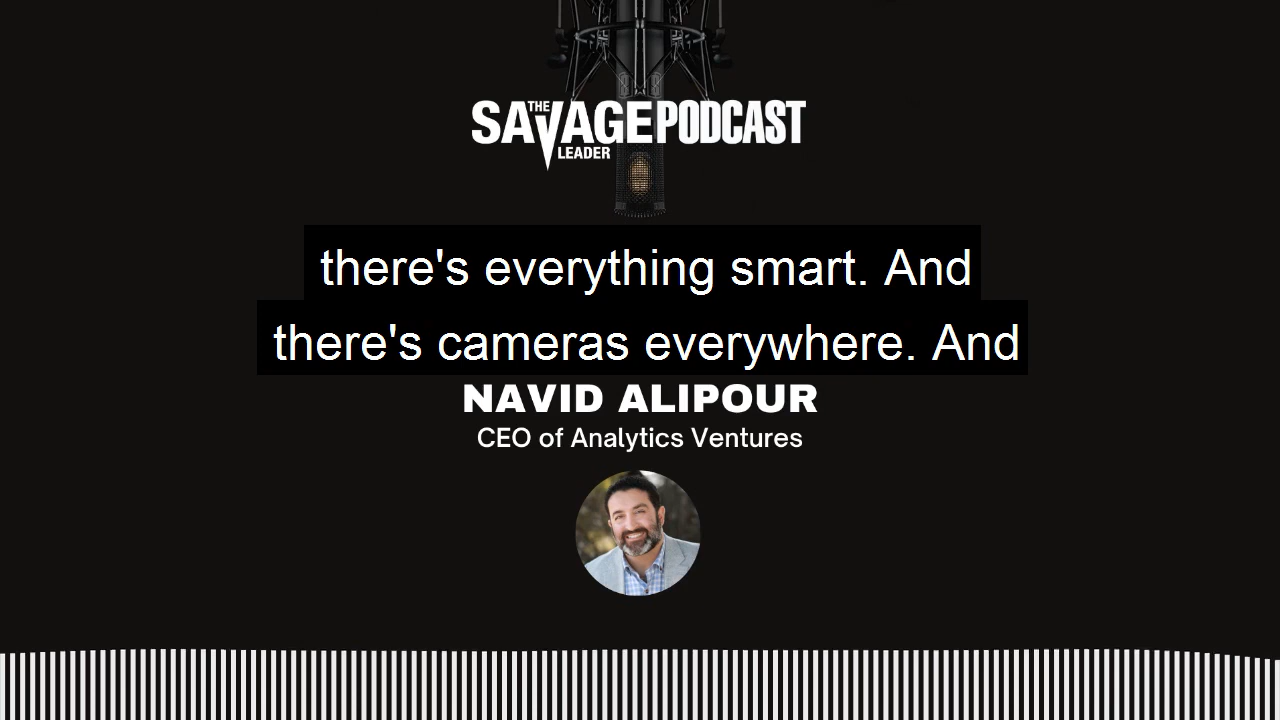 THE
SAVAGE PODCAST
LEADER
there's everything smart. And
there's cameras everywhere. And
NAVID ALIPOUR
CEO of Analytics Ventures